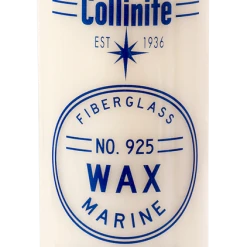 Collinite
EST 1936
FIBERGLASS
NO. 925
WAX
MARINE